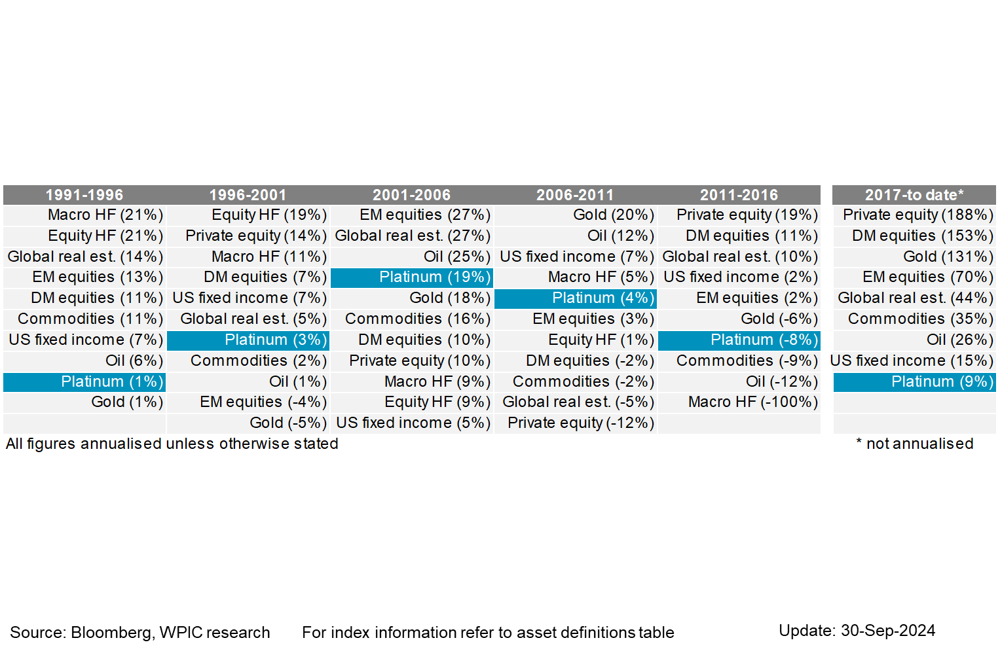 1991-1996 1996-2001 2001-2006 2006-2011 2011-2016 2017-to date*
Macro HF (21%) Equity HF (19%) EM equities (27%) Gold (20%) Private equity (19%) Private equity (188%)
Equity HF (21%) Private equity (14%) Global real est. (27%) Oil (12%) DM equities (11%) DM equities (153%)
Global real est. (14%) Macro HF (11%) Oil (25%) US fixed income (7%) Global real est. (10%) Gold (131%)
EM equities (13%) DM equities (7%) Platinum (19%) Macro HF (5%) US fixed income (2%) EM equities (70%)
DM equities (11%) US fixed income (7%) Gold (18%) Platinum (4%) EM equities (2%) Global real est. (44%)
Commodities (11%) Global real est. (5%) Commodities (16%) EM equities (3%) Gold (-6%) Commodities (35%)
US fixed income (7%) Platinum (3%) DM equities (10%) Equity HF (1%) Platinum (-8%) Oil (26%)
Oil (6%) Commodities (2%) Private equity (10%) DM equities (-2%) Commodities (-9%) US fixed income (15%)
Platinum (1%) Oil (1%) Macro HF (9%) Commodities (-2%) Oil (-12%) Platinum (9%)
Gold (1%) EM equities (-4%) Equity HF (9%) Global real est. (-5%) Macro HF (-100%)
Gold (-5%) US fixed income (5%) Private equity (-12%)
All figures annualised unless otherwise stated * not annualised
Source: Bloomberg, WPIC research For index information refer to asset definitions table Update: 30-Sep-2024